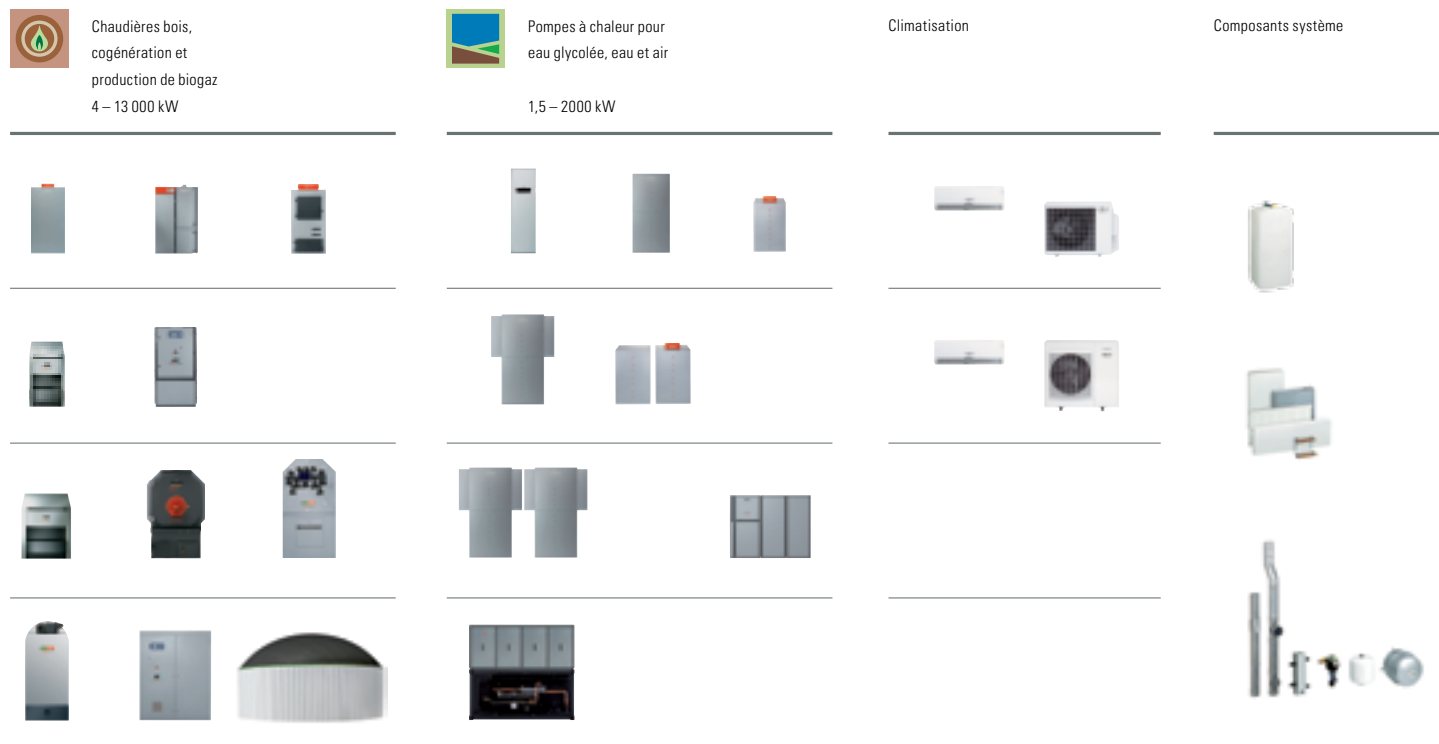 Chaudières bois,
cogénération et
production de biogaz
4 – 13 000 kW
Pompes à chaleur pour
eau glycolée, eau et air
1,5 – 2000 kW
Climatisation
Composants système